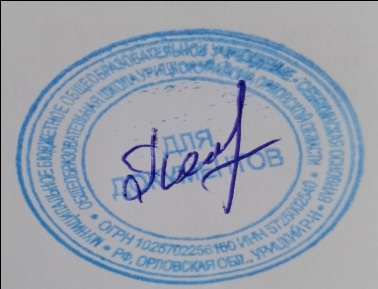 МУНИЦИПАЛЬНОЕ БЮДЖЕТНОЕ ОБЩЕОБРАЗОВАТЕЛЬНОЕ УЧРЕЖДЕНИЕ
ОБЩЕОБРАЗОВАТЕЛЬНАЯ ШКОЛА УРИЦКОГО РАЙОНА ОРЛОВСКОЙ ОБЛАСТИ
ДЛЯ
ДОКУМЕНТОВ
ОГРН 1025702256160 ИНН 5725002540
РФ, ОРЛОВСКАЯ ОБЛ., УРИЦКИЙ Р-Н